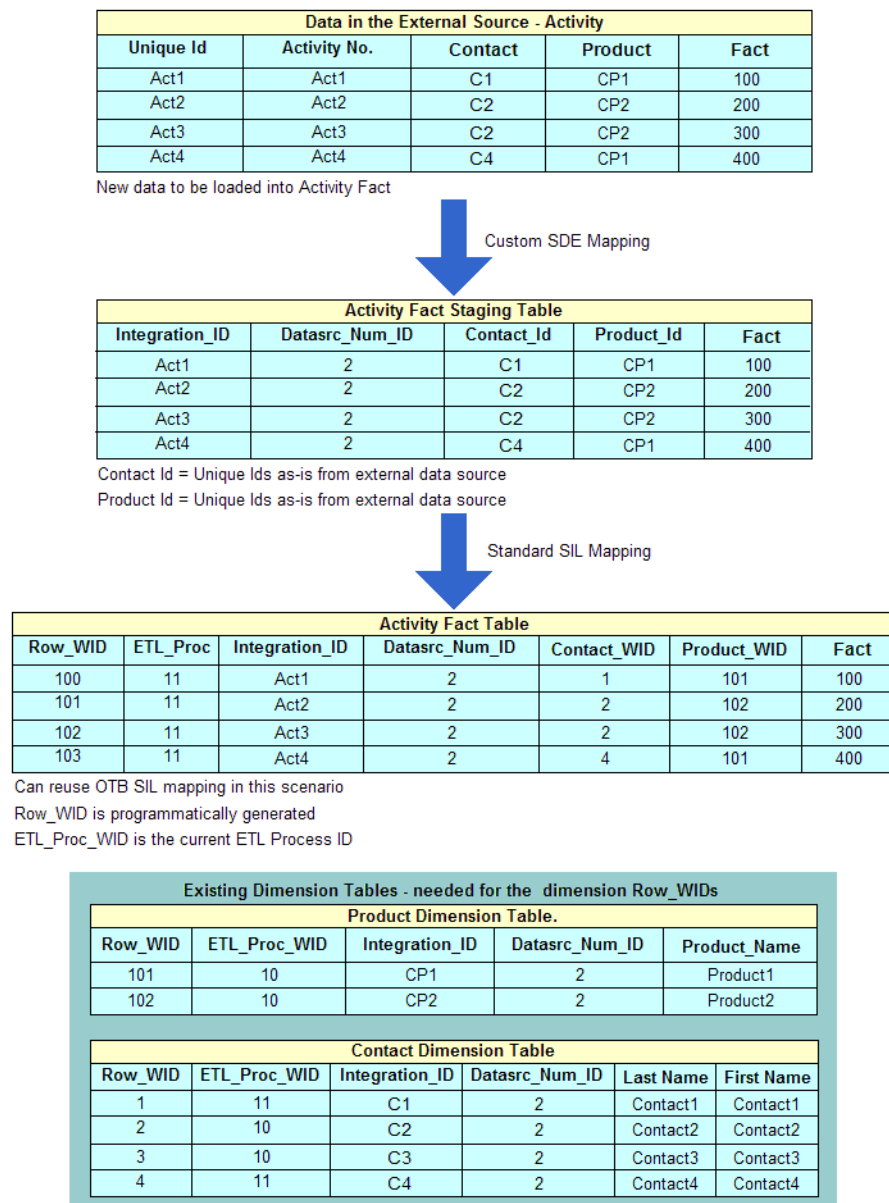 Data in the External Source - Activity
Unique Id Activity No. Contact Product Fact
Act1 Act1 C1 CP1 100
Act2 Act2 C2 CP2 200
Act3 Act3 C2 CP2 300
Act4 Act4 C4 CP1 400
New data to be loaded into Activity Fact
Custom SDE Mapping
Activity Fact Staging Table
Integration_ID Datasrc_Num_ID Contact_Id Product_Id Fact
Act1 2 C1 CP1 100
Act2 2 C2 CP2 200
Act3 2 C2 CP2 300
Act4 2 C4 CP1 400
Contact Id = Unique Ids as-is from external data source
Product Id = Unique Ids as-is from external data source
Standard SIL Mapping
Activity Fact Table
Row_WID ETL_Proc Integration_ID Datasrc_Num_ID Contact_WID Product_WID Fact
100 11 Act1 2 1 101 100
101 11 Act2 2 2 102 200
102 11 Act3 2 2 102 300
103 11 Act4 2 4 101 400
Can reuse OTB SIL mapping in this scenario
Row_WID is programmatically generated
ETL_Proc_WID is the current ETL Process ID
Existing Dimension Tables - needed for the dimension Row_WIDs
Product Dimension Table.
Row_WID ETL_Proc_WID Integration_ID Datasrc_Num_ID Product_Name
101 10 CP1 2 Product1
102 10 CP2 2 Product2
Contact Dimension Table
Row_WID ETL_Proc_WID Integration_ID Datasrc_Num_ID Last Name First Name
1 11 C1 2 Contact1 Contact1
2 10 C2 2 Contact2 Contact2
3 10 C3 2 Contact3 Contact3
4 11 C4 2 Contact4 Contact4